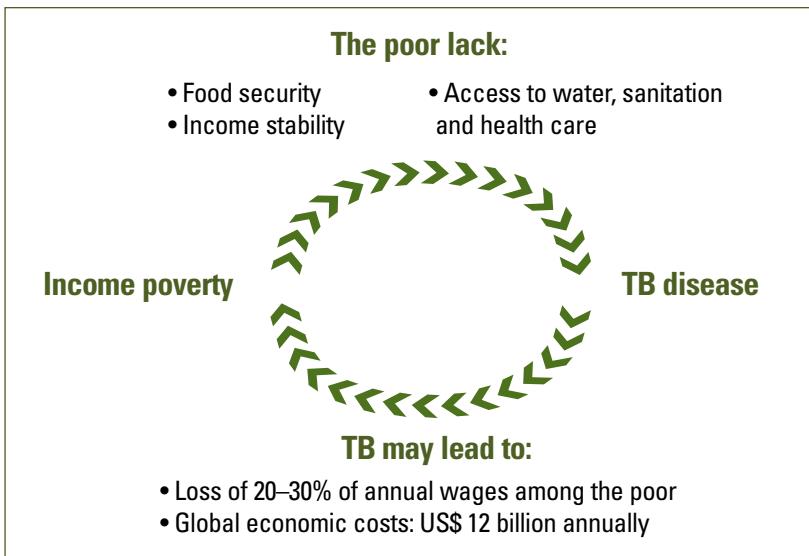 The poor lack:
• Food security
• Income stability
• Access to water, sanitation
and health care
Income poverty
TB disease
TB may lead to:
• Loss of 20–30% of annual wages among the poor
• Global economic costs: US$ 12 billion annually